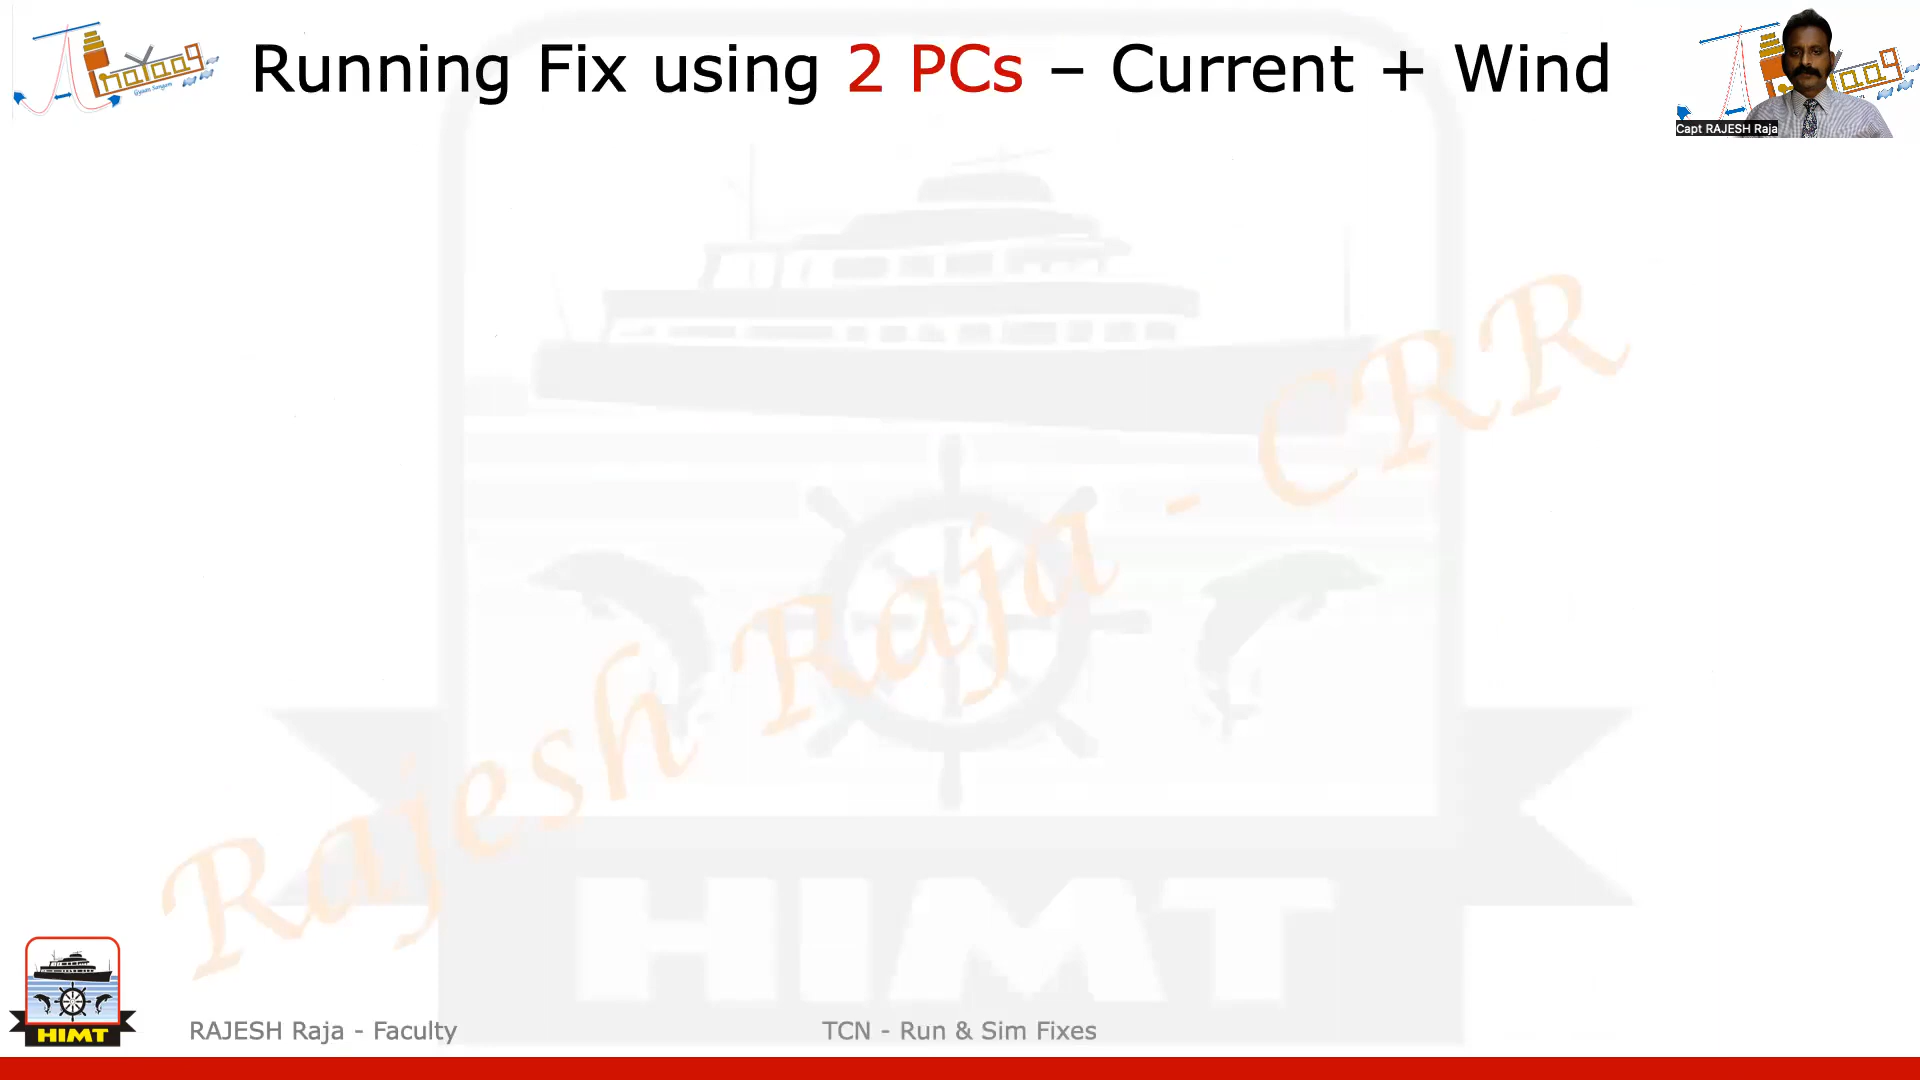 Running Fix using 2 PCs – Current + Wind
Capt RAJESH Raja
Rajesh Raja - CRR
HIMT
HIMT
RAJESH Raja - Faculty
TCN - Run & Sim Fixes